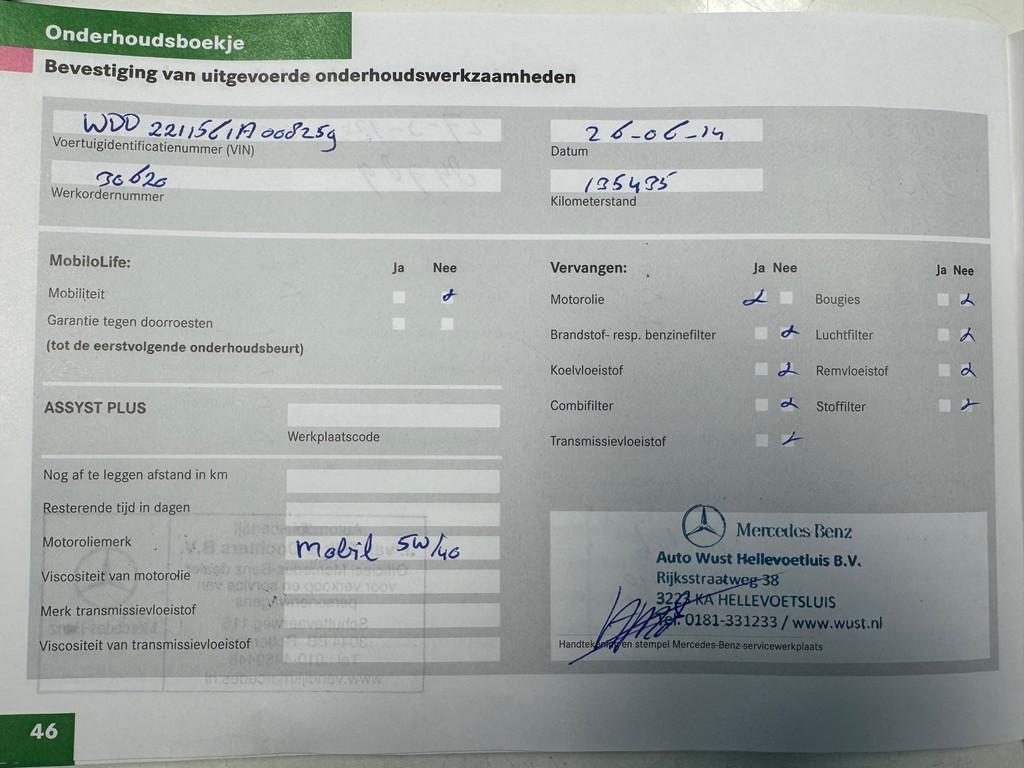 Onderhoudsboekje
Bevestiging van uitgevoerde onderhoudswerkzaamheden
WDD 2211561A008259
Voertuigidentificatienummer (VIN)
26-06-14
Datum
30620
Werkordernummer
135435
Kilometerstand
MobiloLife: Ja Nee
Mobiliteit
Garantie tegen doorroesten
(tot de eerstvolgende onderhoudsbeurt)
ASSYST PLUS
Werkplaatscode
Nog af te leggen afstand in km
Resterende tijd in dagen
Motoroliemerk Mobil 5W/40
Viscositeit van motorolie
Merk transmissievloeistof
Viscositeit van transmissievloeistof
Vervangen: Ja Nee Ja Nee
Motorolie Bougies
Brandstof- resp. benzinefilter Luchtfilter
Koelvloeistof Remvloeistof
Combifilter Stoffilter
Transmissievloeistof
Mercedes Benz
Auto Wust Hellevoetluis B.V.
Rijksstraatweg 38
3223 KA HELLEVOETSLUIS
Tel. 0181-331233 / www.wust.nl
Handtekening en stempel Mercedes-Benz-servicewerkplaats
46